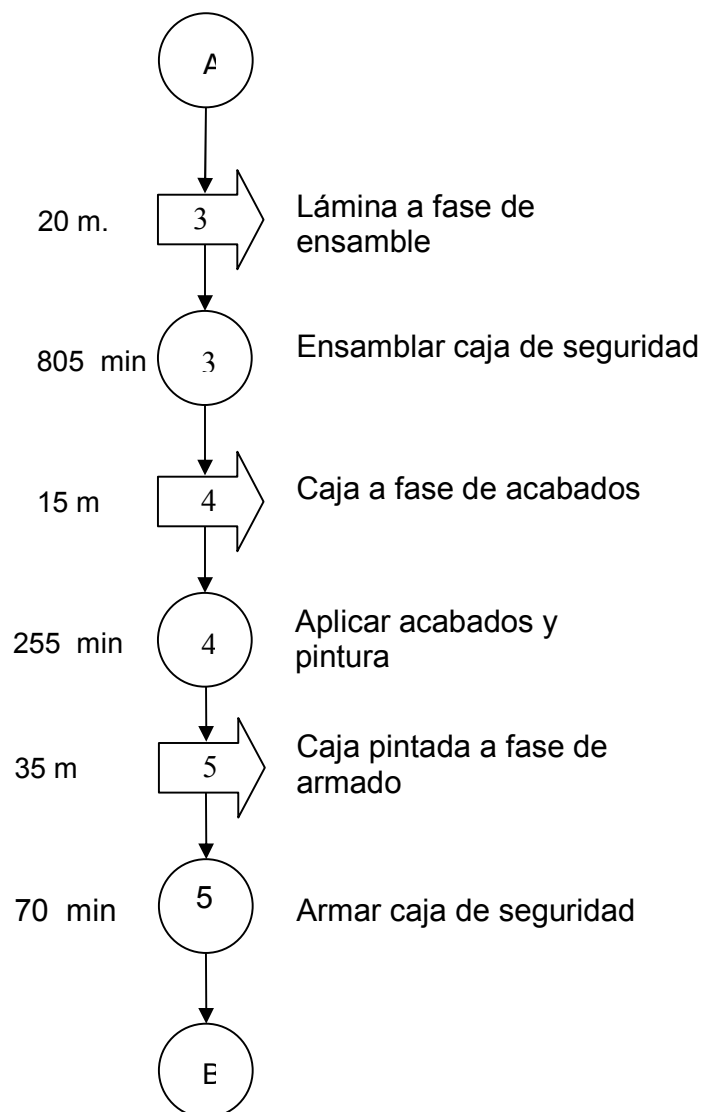 A
20 m.
3
Lámina a fase de
ensamble
805 min
3
Ensamblar caja de seguridad
15 m
4
Caja a fase de acabados
255 min
4
Aplicar acabados y
pintura
35 m
5
Caja pintada a fase de
armado
70 min
5
Armar caja de seguridad
B